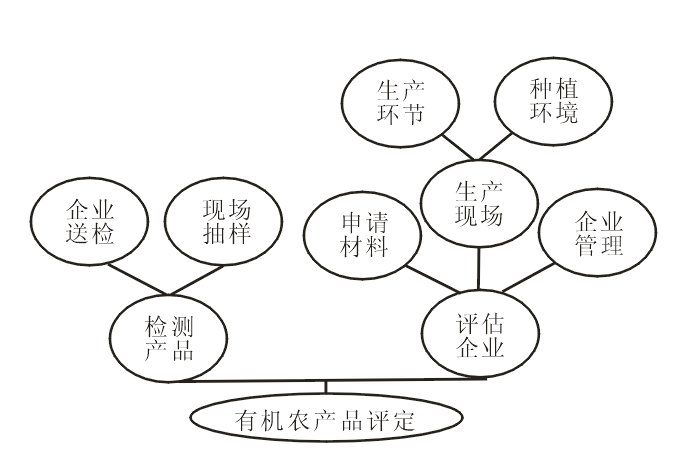 生产
环节
种植
环境
企业
送检
现场
抽样
申请
材料
生产
现场
企业
管理
检测
产品
评估
企业
有机农产品评定